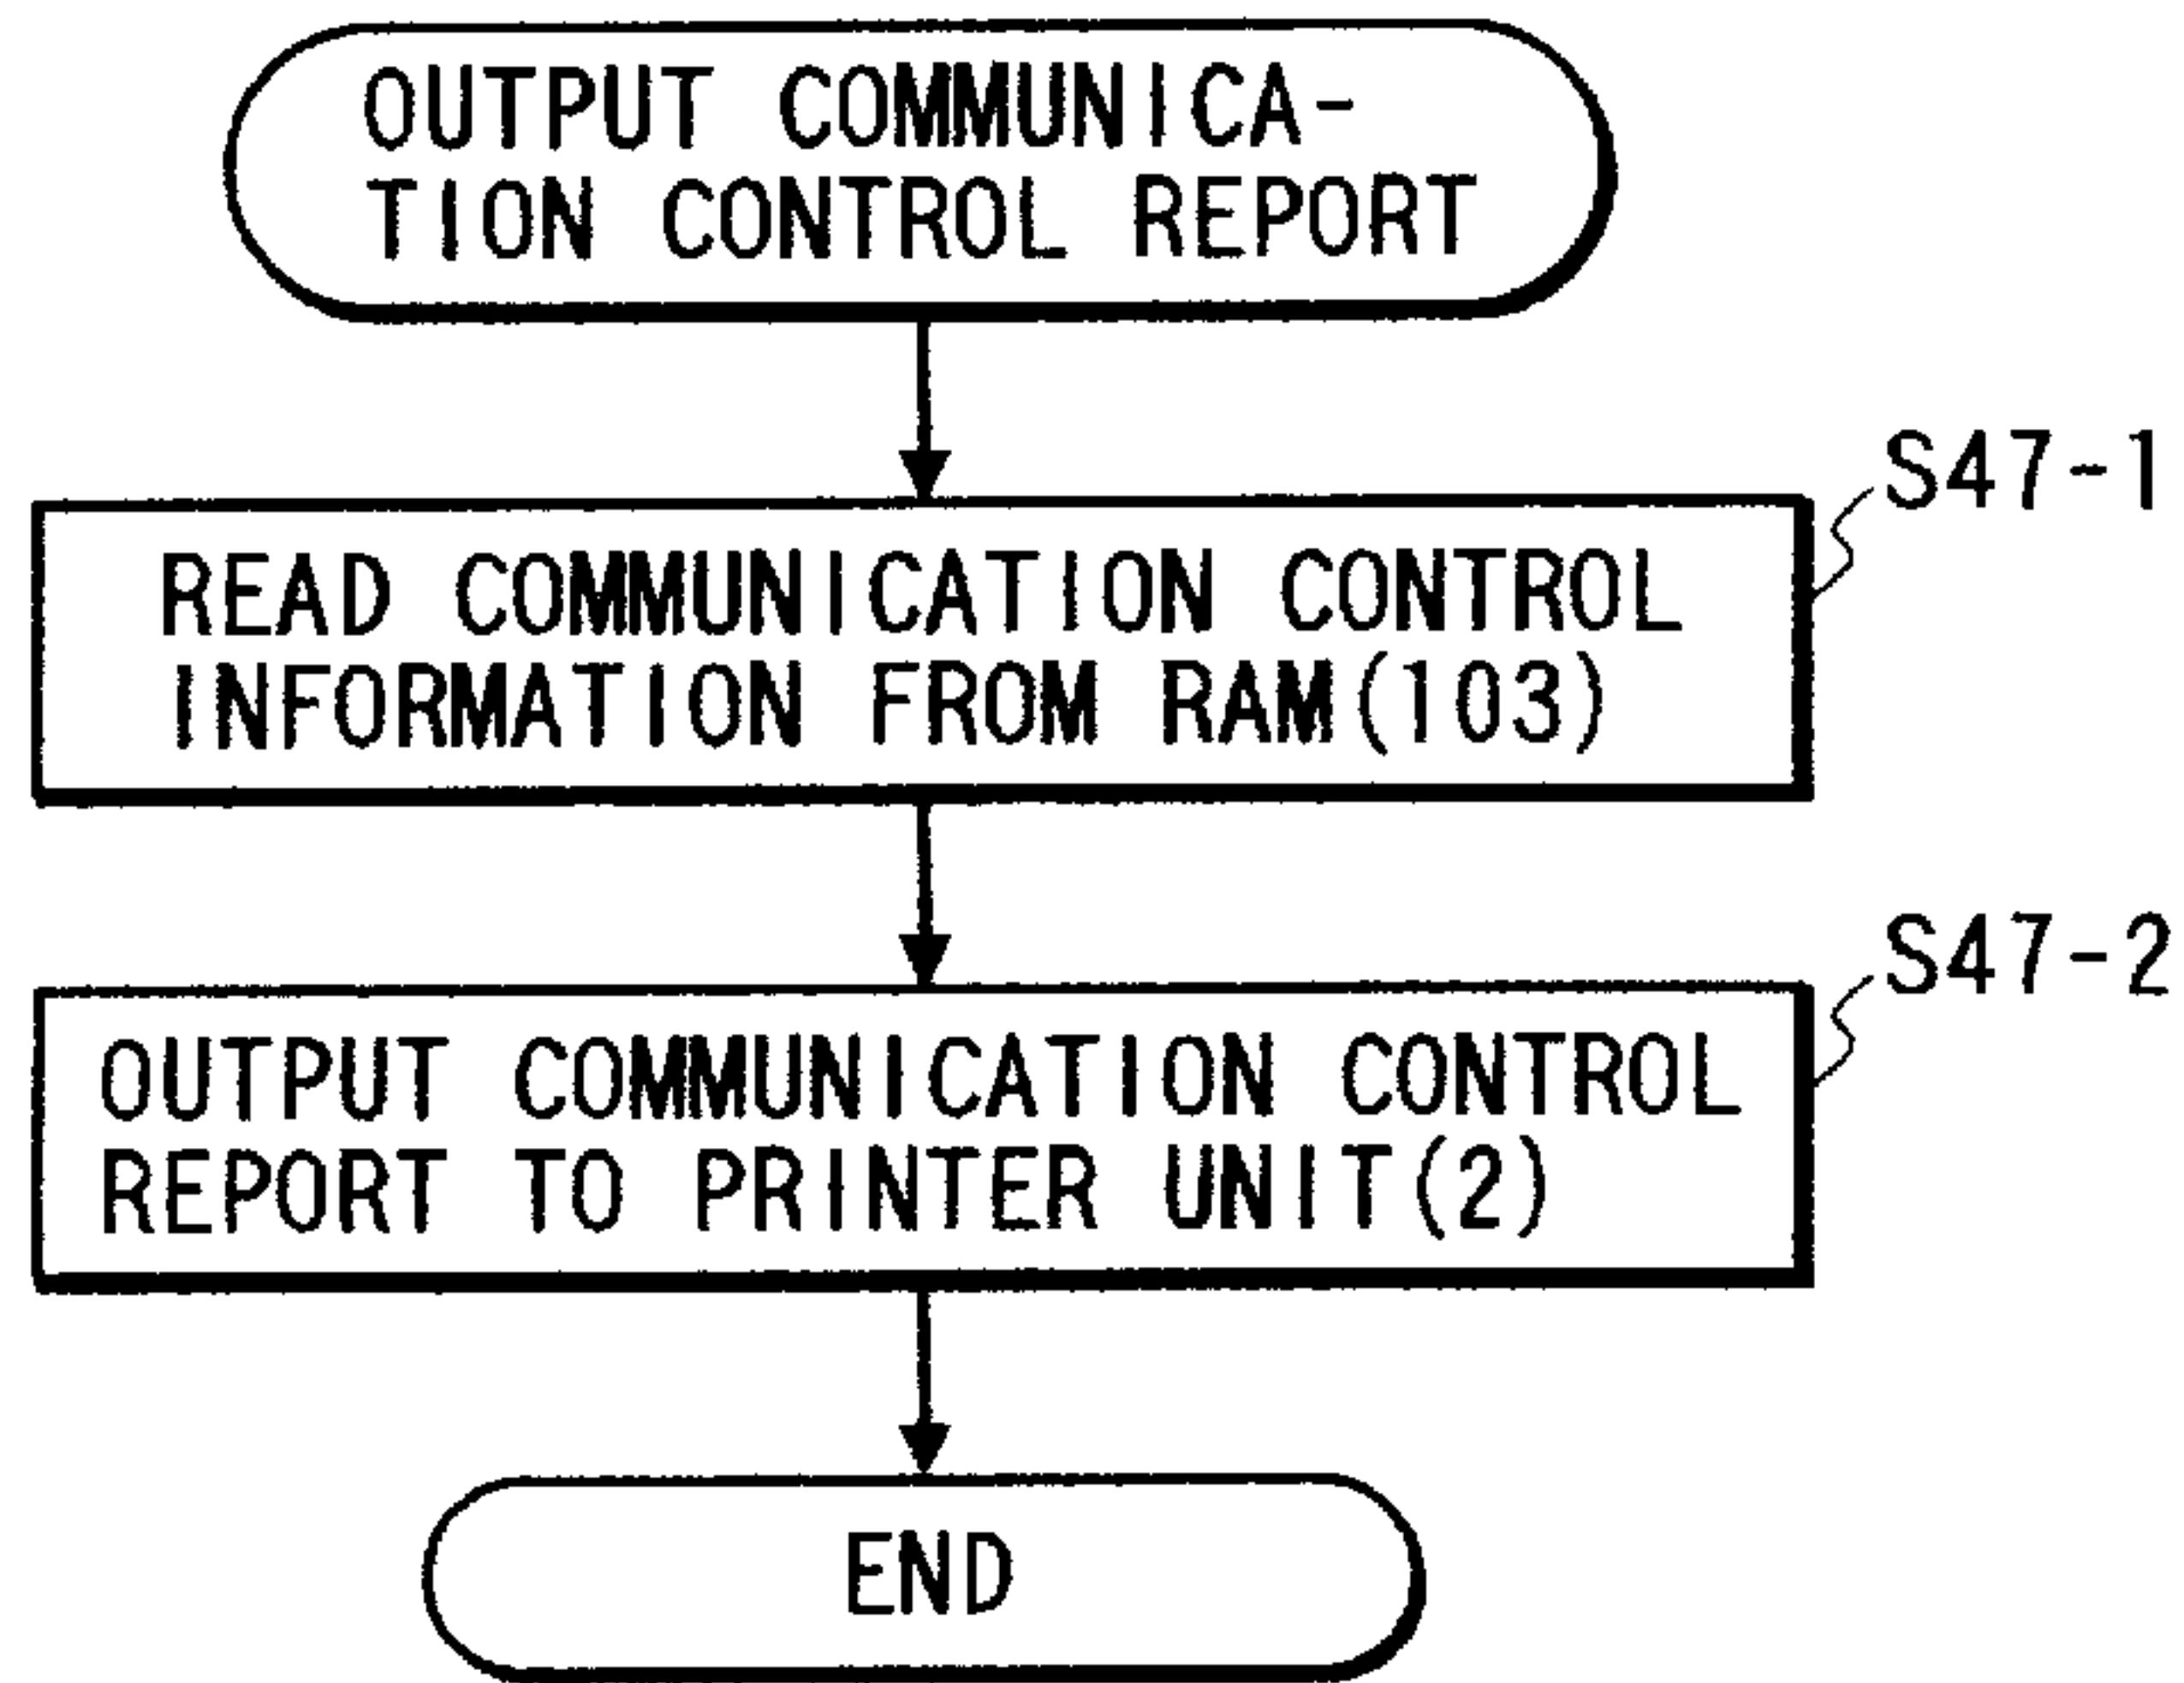 OUTPUT COMMUNICA-
TION CONTROL REPORT
S47-1
READ COMMUNICATION CONTROL
INFORMATION FROM RAM(103)
S47-2
OUTPUT COMMUNICATION CONTROL
REPORT TO PRINTER UNIT(2)
END